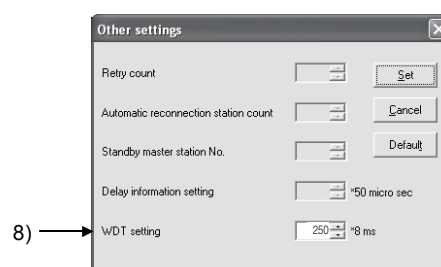 Other settings
Retry count
Set
Automatic reconnection station count
Cancel
Standby master station No.
Default
Delay information setting
*50 micro sec
8)
WDT setting
250
*8 ms